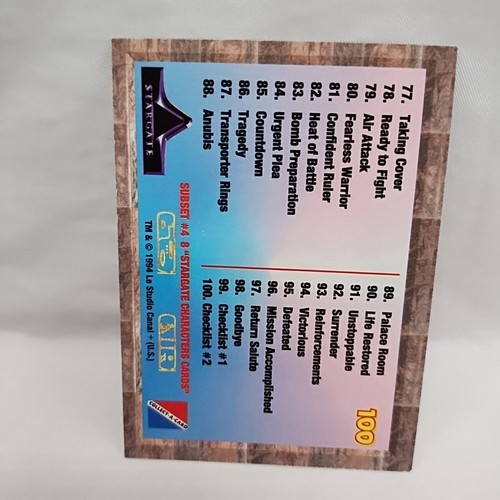 100
77. Taking Cover
78. Ready to Fight
79. Air Attack
80. Fearless Warrior
81. Confident Ruler
82. Heat of Battle
83. Bomb Preparation
84. Urgent Plea
85. Countdown
86. Tragedy
87. Transporter Rings
88. Anubis
89. Palace Room
90. Life Restored
91. Unstoppable
92. Surrender
93. Reinforcements
94. Victorious
95. Defeated
96. Mission Accomplished
97. Return Salute
98. Goodbye
99. Checklist #1
100. Checklist #2
SUBSET #4 8 "STARGATE CHARACTERS CARDS"
STARGATE
TM & © 1994 Le Studio Canal + (U.S.)
COLLECT-A-CARD